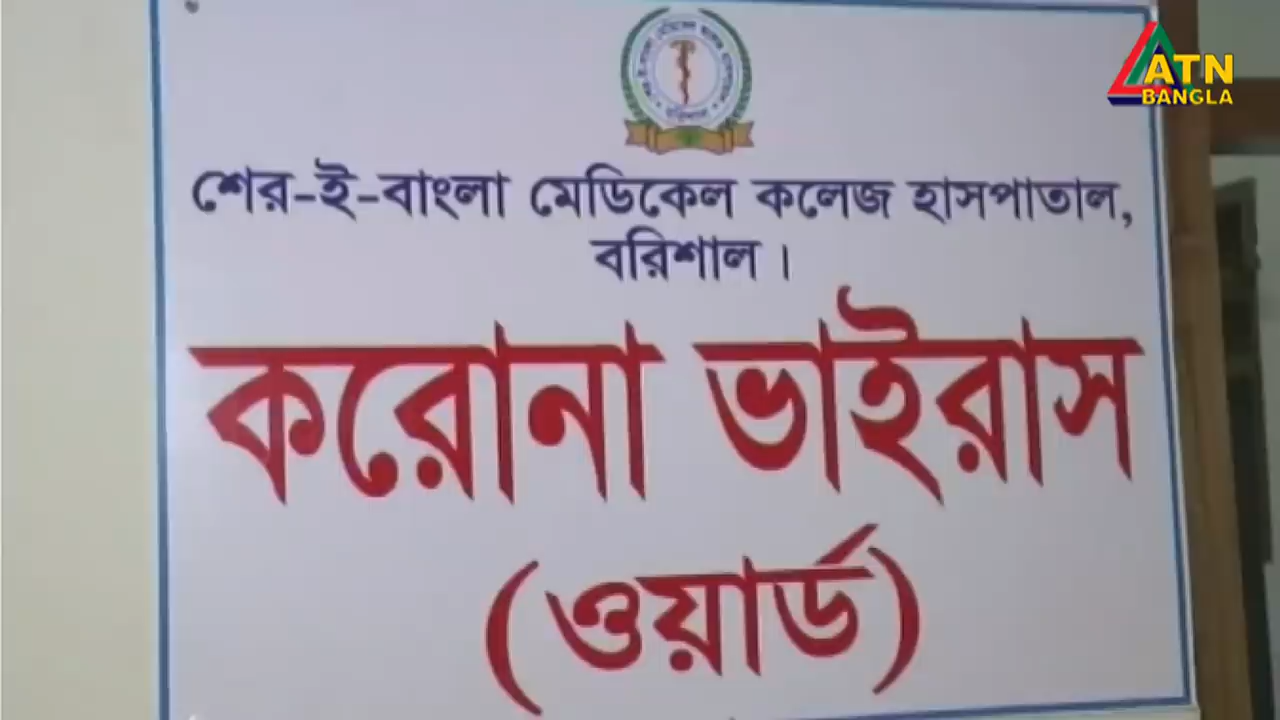 ATN
BANGLA
শের-ই-বাংলা মেডিকেল কলেজ হাসপাতাল,
বরিশাল।
করোনা ভাইরাস
(ওয়ার্ড)